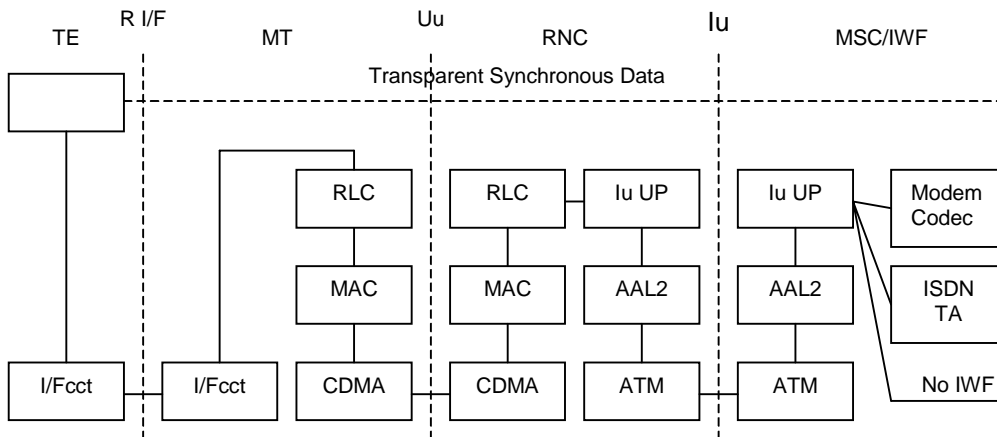 R I/F
Uu
Iu
TE
MT
RNC
MSC/IWF
Transparent Synchronous Data
RLC
RLC
Iu UP
Iu UP
Modem
Codec
MAC
MAC
AAL2
AAL2
ISDN
TA
I/Fcct
I/Fcct
CDMA
CDMA
ATM
ATM
No IWF